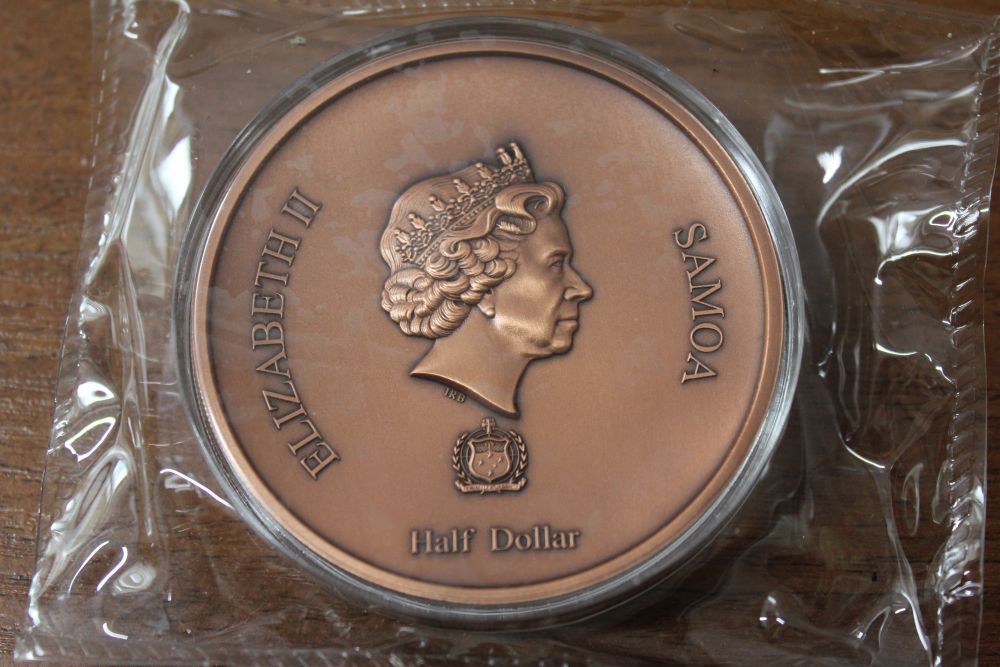 ELIZABETH II
SAMOA
IRB
Half Dollar